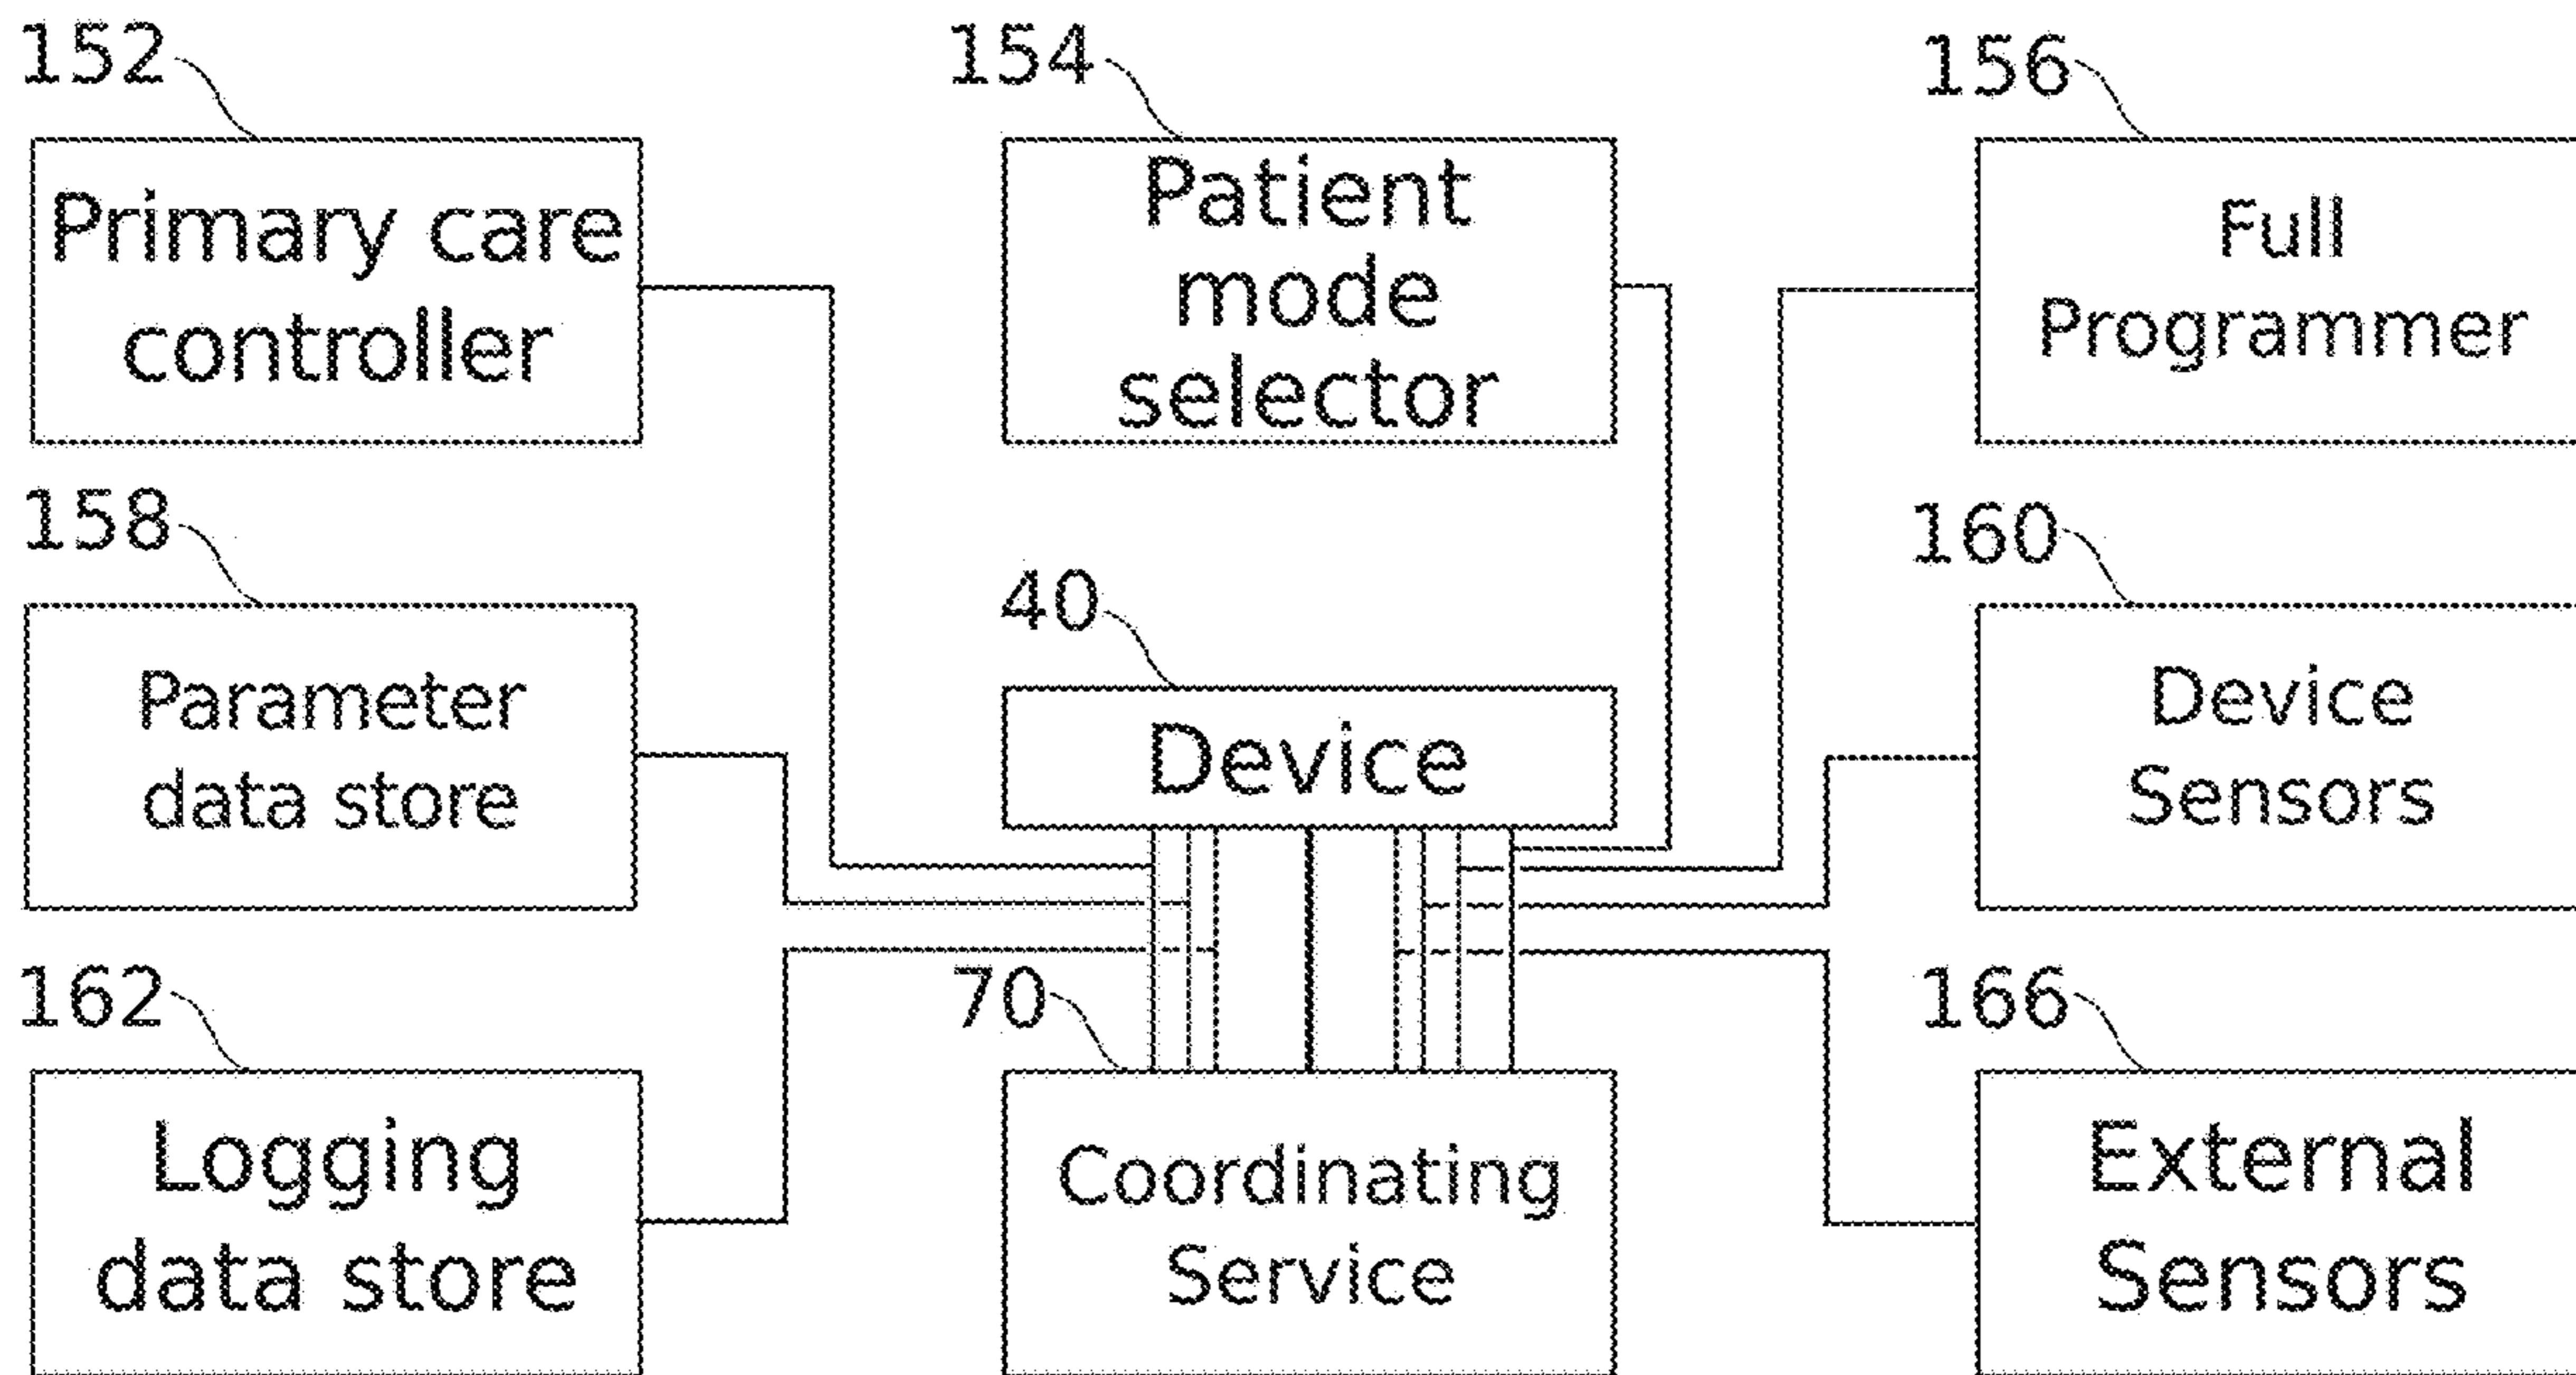 152
Primary care
controller
154
Patient
mode
selector
156
Full
Programmer
158
Parameter
data store
40
Device
160
Device
Sensors
162
Logging
data store
70
Coordinating
Service
166
External
Sensors